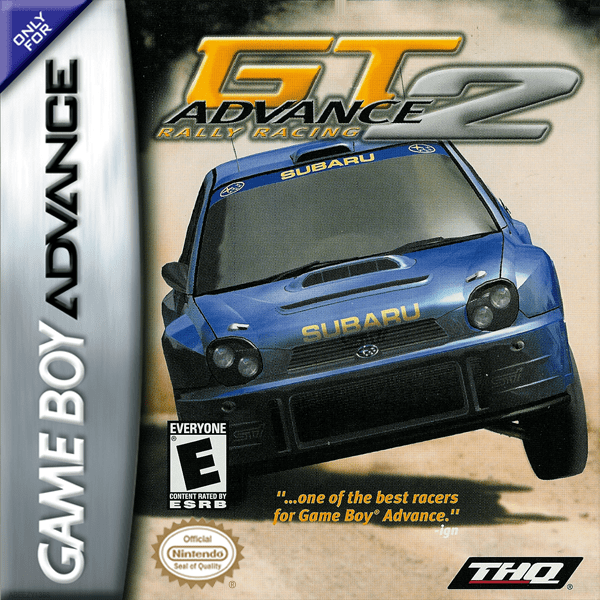 ONLY
FOR
GAME BOY ADVANCE
GT
ADVANCE 2
RALLY RACING
SUBARU
SUBARU
STI
EVERYONE
E
CONTENT RATED BY
ESRB
"...one of the best racers
for Game Boy® Advance."
-ign
Official
Nintendo
Seal of Quality
THQ